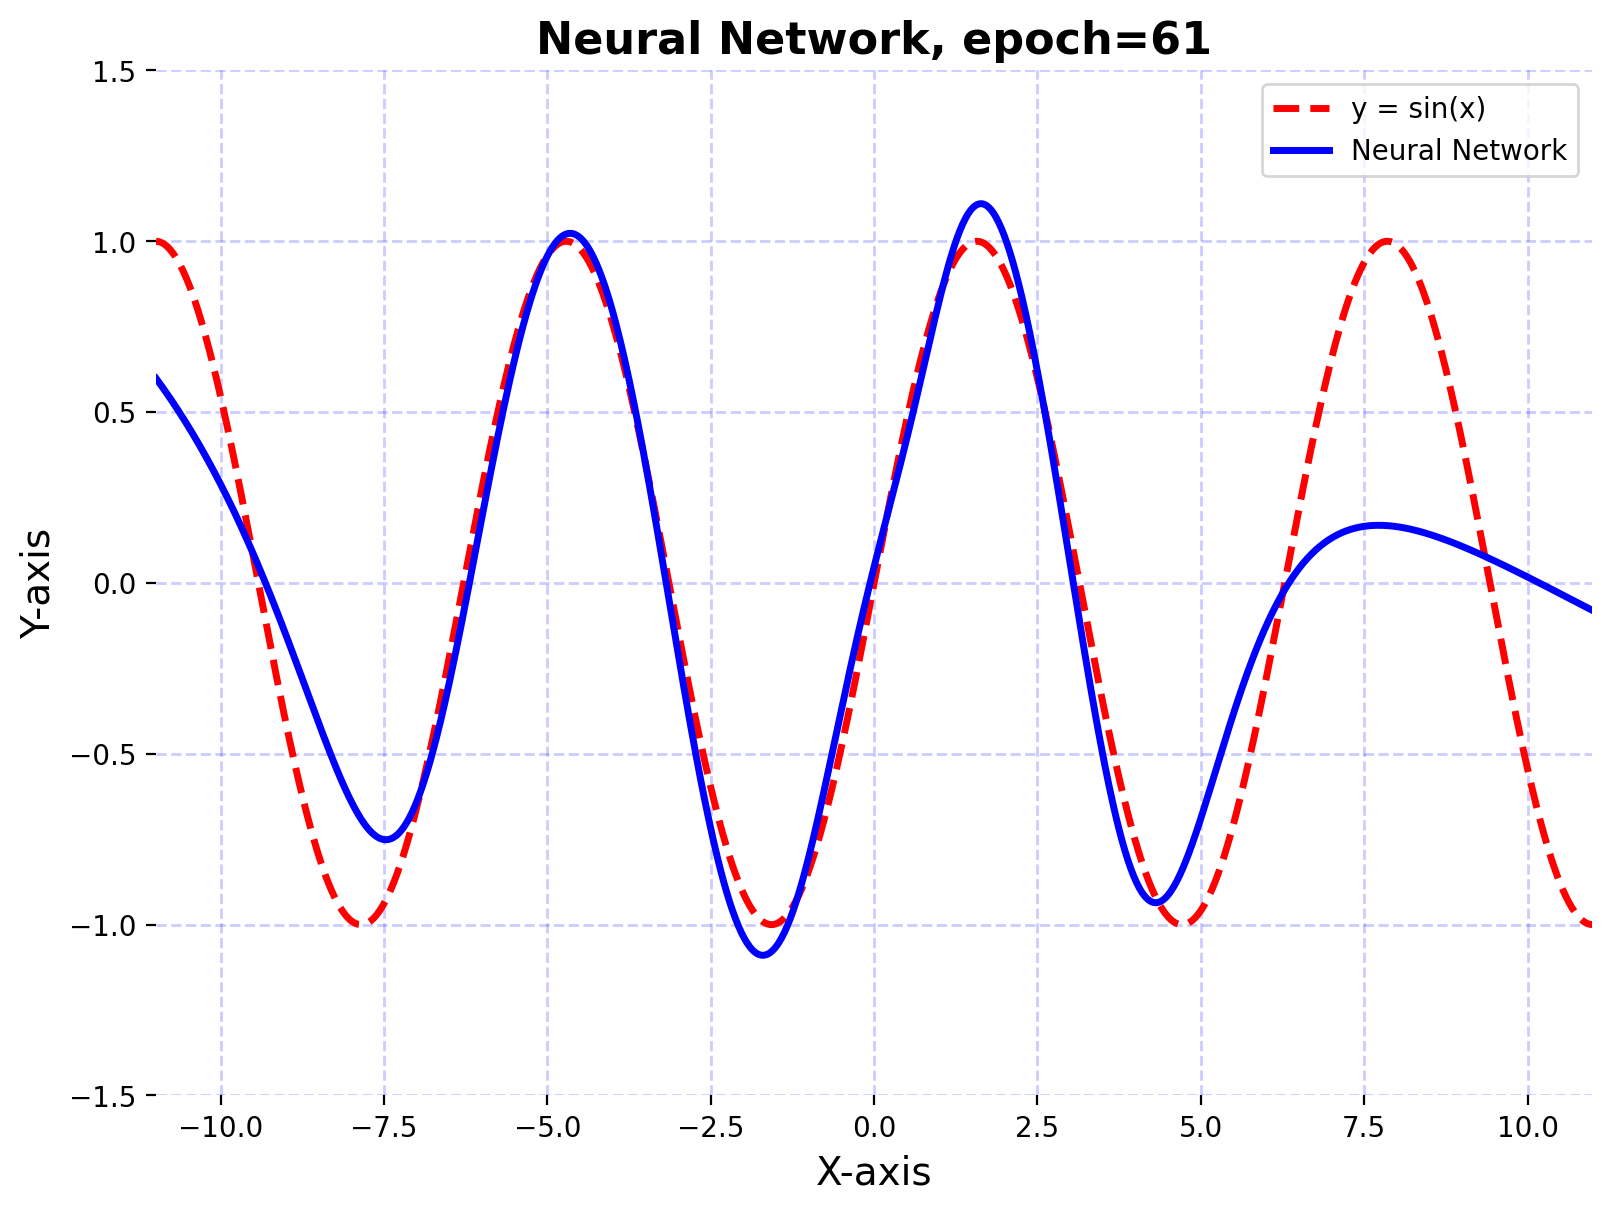 Neural Network, epoch=61
1.5
1.0
0.5
0.0
−0.5
−1.0
−1.5
Y-axis
y = sin(x)
Neural Network
−10.0 −7.5 −5.0 −2.5 0.0 2.5 5.0 7.5 10.0
X-axis